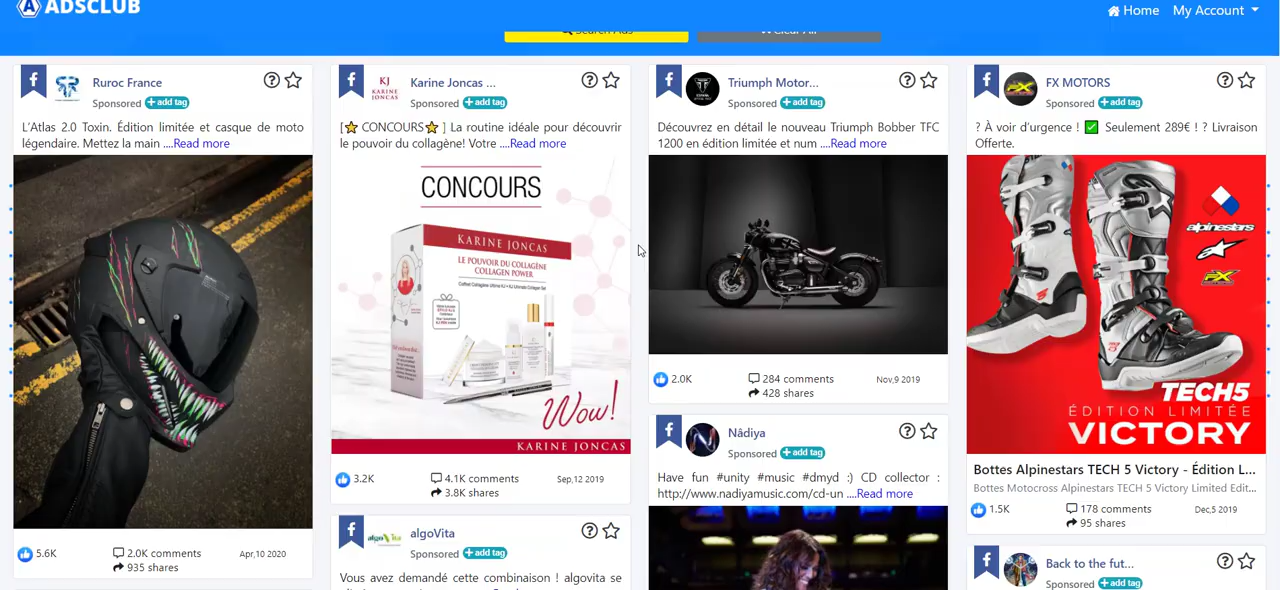 ADSCLUB
Home My Account
Search Ads Clear All
Ruroc France
Sponsored + add tag
L'Atlas 2.0 Toxin. Édition limitée et casque de moto
légendaire. Mettez la main ....Read more
5.6K
2.0K comments
935 shares
Apr,10 2020
KJ
KARINE
JONCAS
Karine Joncas ...
Sponsored + add tag
[⭐ CONCOURS⭐ ] La routine idéale pour découvrir
le pouvoir du collagène! Votre ....Read more
CONCOURS
KARINE JONCAS
LE POUVOIR DU COLLAGÈNE
COLLAGEN POWER
Wow!
KARINE JONCAS
3.2K
4.1K comments
3.8K shares
Sep,12 2019
algoVita
algoVita
Sponsored + add tag
Vous avez demandé cette combinaison ! algovita se
Triumph Motor...
Sponsored + add tag
Découvrez en détail le nouveau Triumph Bobber TFC
1200 en édition limitée et num ....Read more
2.0K
284 comments
428 shares
Nov,9 2019
Nâdiya
Sponsored + add tag
Have fun #unity #music #dmyd :) CD collector :
http://www.nadiyamusic.com/cd-un ....Read more
FX MOTORS
Sponsored + add tag
? À voir d'urgence ! ✅ Seulement 289€ ! ? Livraison
Offerte.
alpinestars
FX
TECH5
ÉDITION LIMITÉE
VICTORY
Bottes Alpinestars TECH 5 Victory - Édition L...
Bottes Motocross Alpinestars TECH 5 Victory Limited Edit...
1.5K
178 comments
95 shares
Dec,5 2019
Back to the fut...
Sponsored + add tag